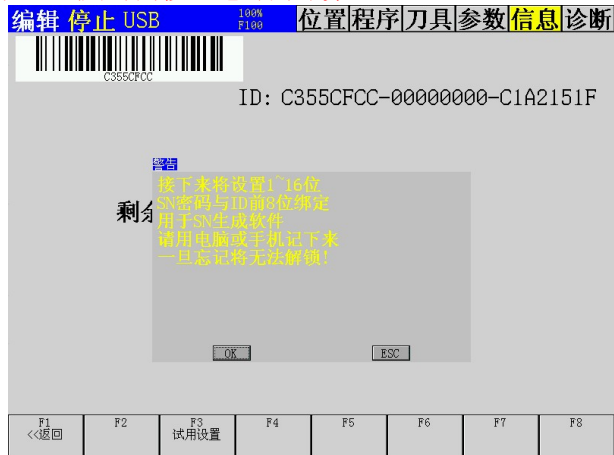 编辑 停止 USB 100% F100 位置 程序 刀具 参数 信息 诊断
C355CFCC
ID: C355CFCC-00000000-C1A2151F
警告
接下来将设置1~16位
SN密码与ID前8位绑定
用于SN生成软件
请用电脑或手机记下来
一旦忘记将无法解锁!
剩余
OK ESC
F1 F2 F3 F4 F5 F6 F7 F8
<<返回 试用设置